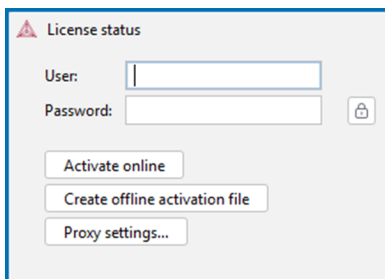 License status
User:
Password:
Activate online
Create offline activation file
Proxy settings...